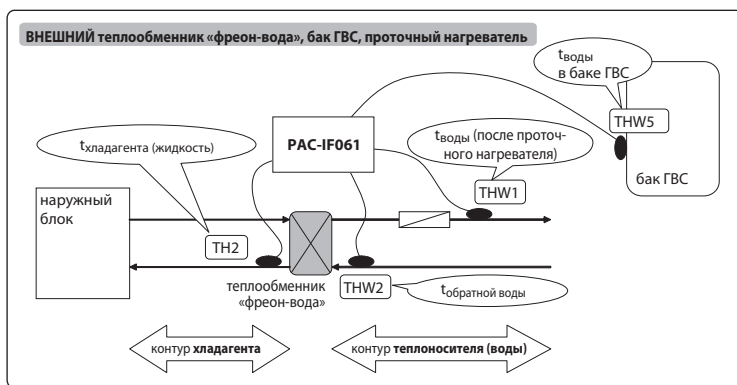 ВНЕШНИЙ теплообменник «фреон-вода», бак ГВС, проточный нагреватель
tводы
в баке ГВС
THW5
бак ГВС
PAC-IF061
tводы (после проточ-
ного нагревателя)
THW1
tхладагента (жидкость)
наружный
блок
TH2
теплообменник
«фреон-вода»
THW2
tобратной воды
контур хладагента
контур теплоносителя (воды)